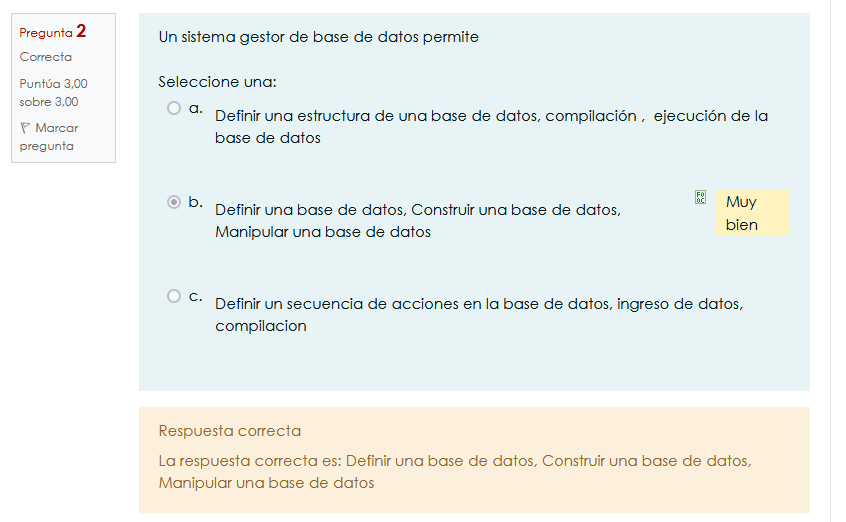 Pregunta 2
Correcta
Puntúa 3,00
sobre 3,00
Marcar
pregunta
Un sistema gestor de base de datos permite
Seleccione una:
a.
Definir una estructura de una base de datos, compilación , ejecución de la
base de datos
b.
Definir una base de datos, Construir una base de datos,
Manipular una base de datos
F0
0C
Muy
bien
c.
Definir un secuencia de acciones en la base de datos, ingreso de datos,
compilacion
Respuesta correcta
La respuesta correcta es: Definir una base de datos, Construir una base de datos,
Manipular una base de datos